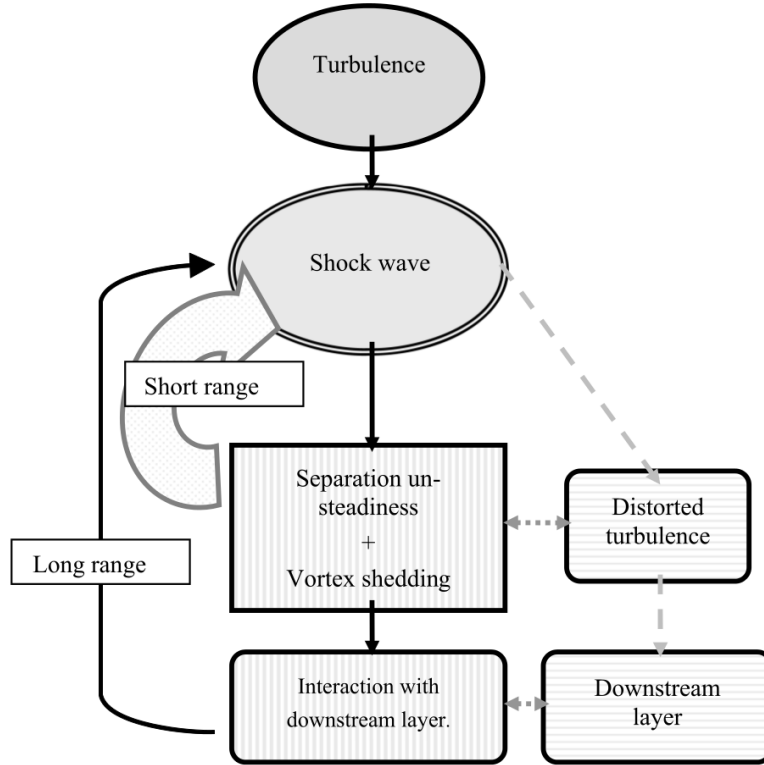 Turbulence
Shock wave
Short range
Separation un-
steadiness
+
Vortex shedding
Distorted
turbulence
Long range
Interaction with
downstream layer.
Downstream
layer